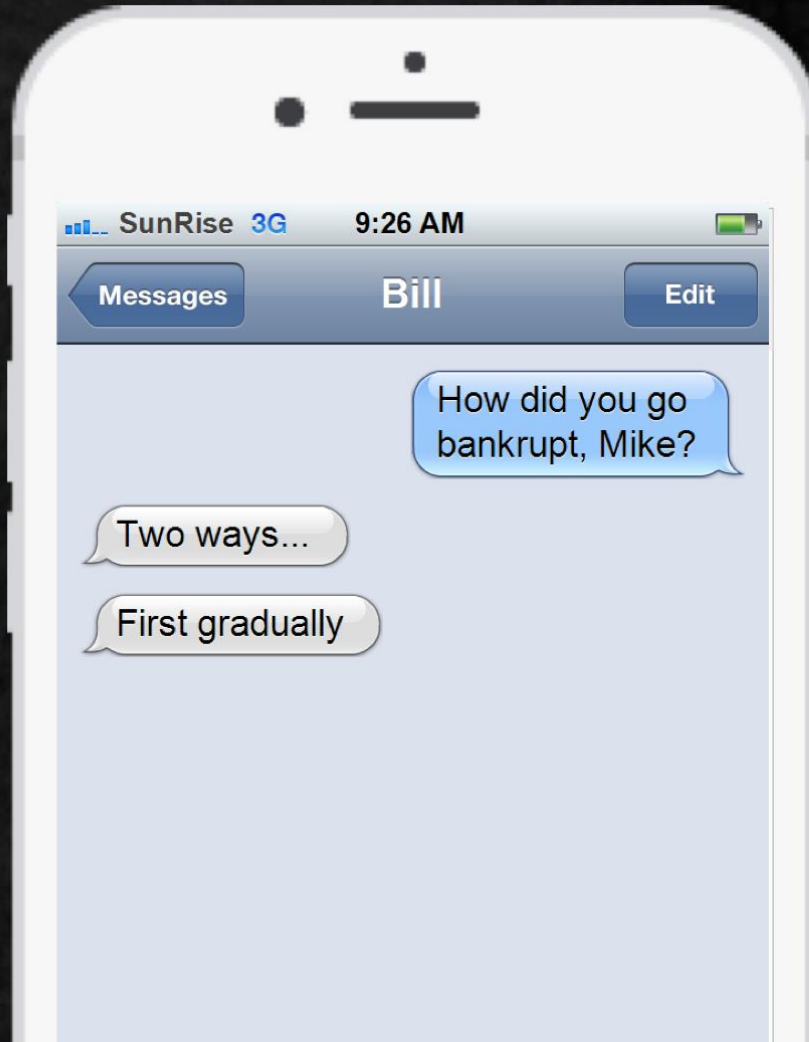 SunRise 3G 9:26 AM
Messages Bill Edit
How did you go
bankrupt, Mike?
Two ways...
First gradually